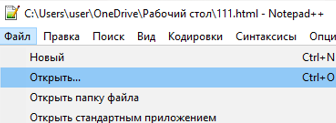 C:\Users\user\OneDrive\Рабочий стол\111.html - Notepad++
Файл Правка Поиск Вид Кодировки Синтаксисы Опци
Новый Ctrl+N
Открыть... Ctrl+O
Открыть папку файла
Открыть стандартным приложением